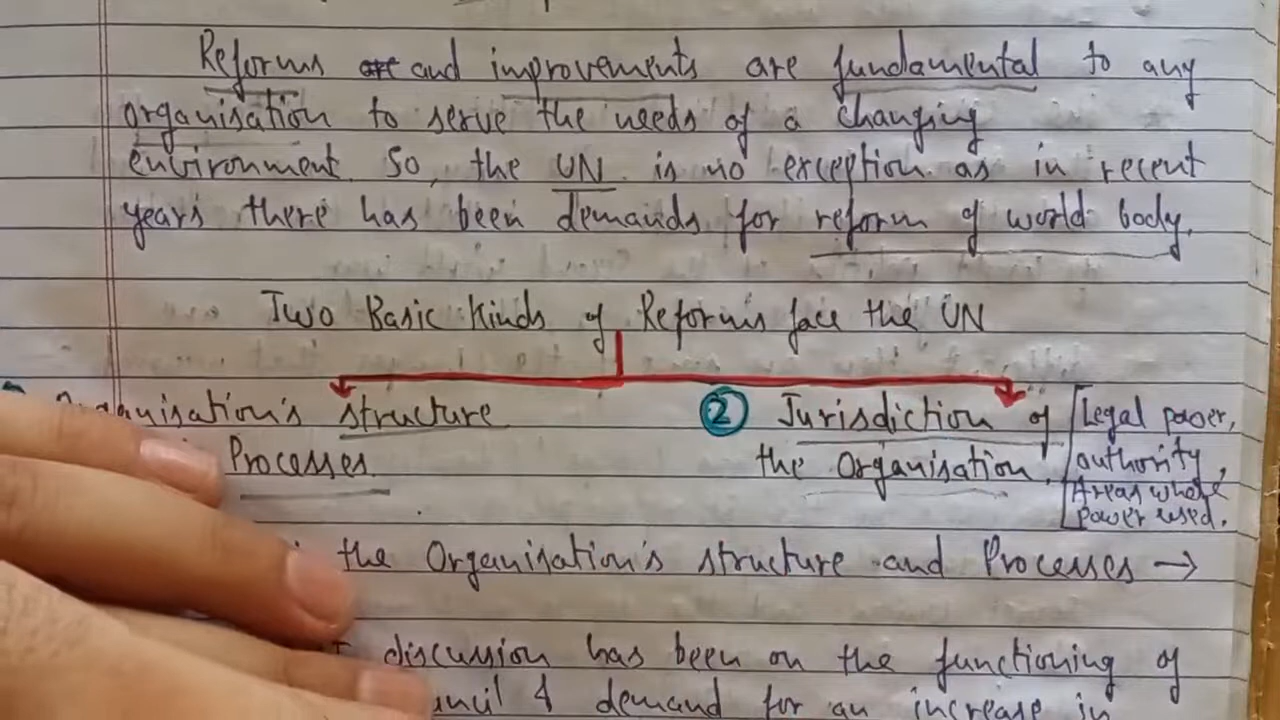 Reforms and improvements are fundamental to any
organisation to serve the needs of a changing
environment. So, the UN is no exception as in recent
years there has been demands for reform of world body.
Two Basic Kinds of Reforms face the UN
Organisation's structure
Processes
② Jurisdiction of
the Organisation.
[Legal power,
authority,
Areas where
Power used.
the Organisation's structure and Processes →
discussion has been on the functioning of
& demand for an increase in